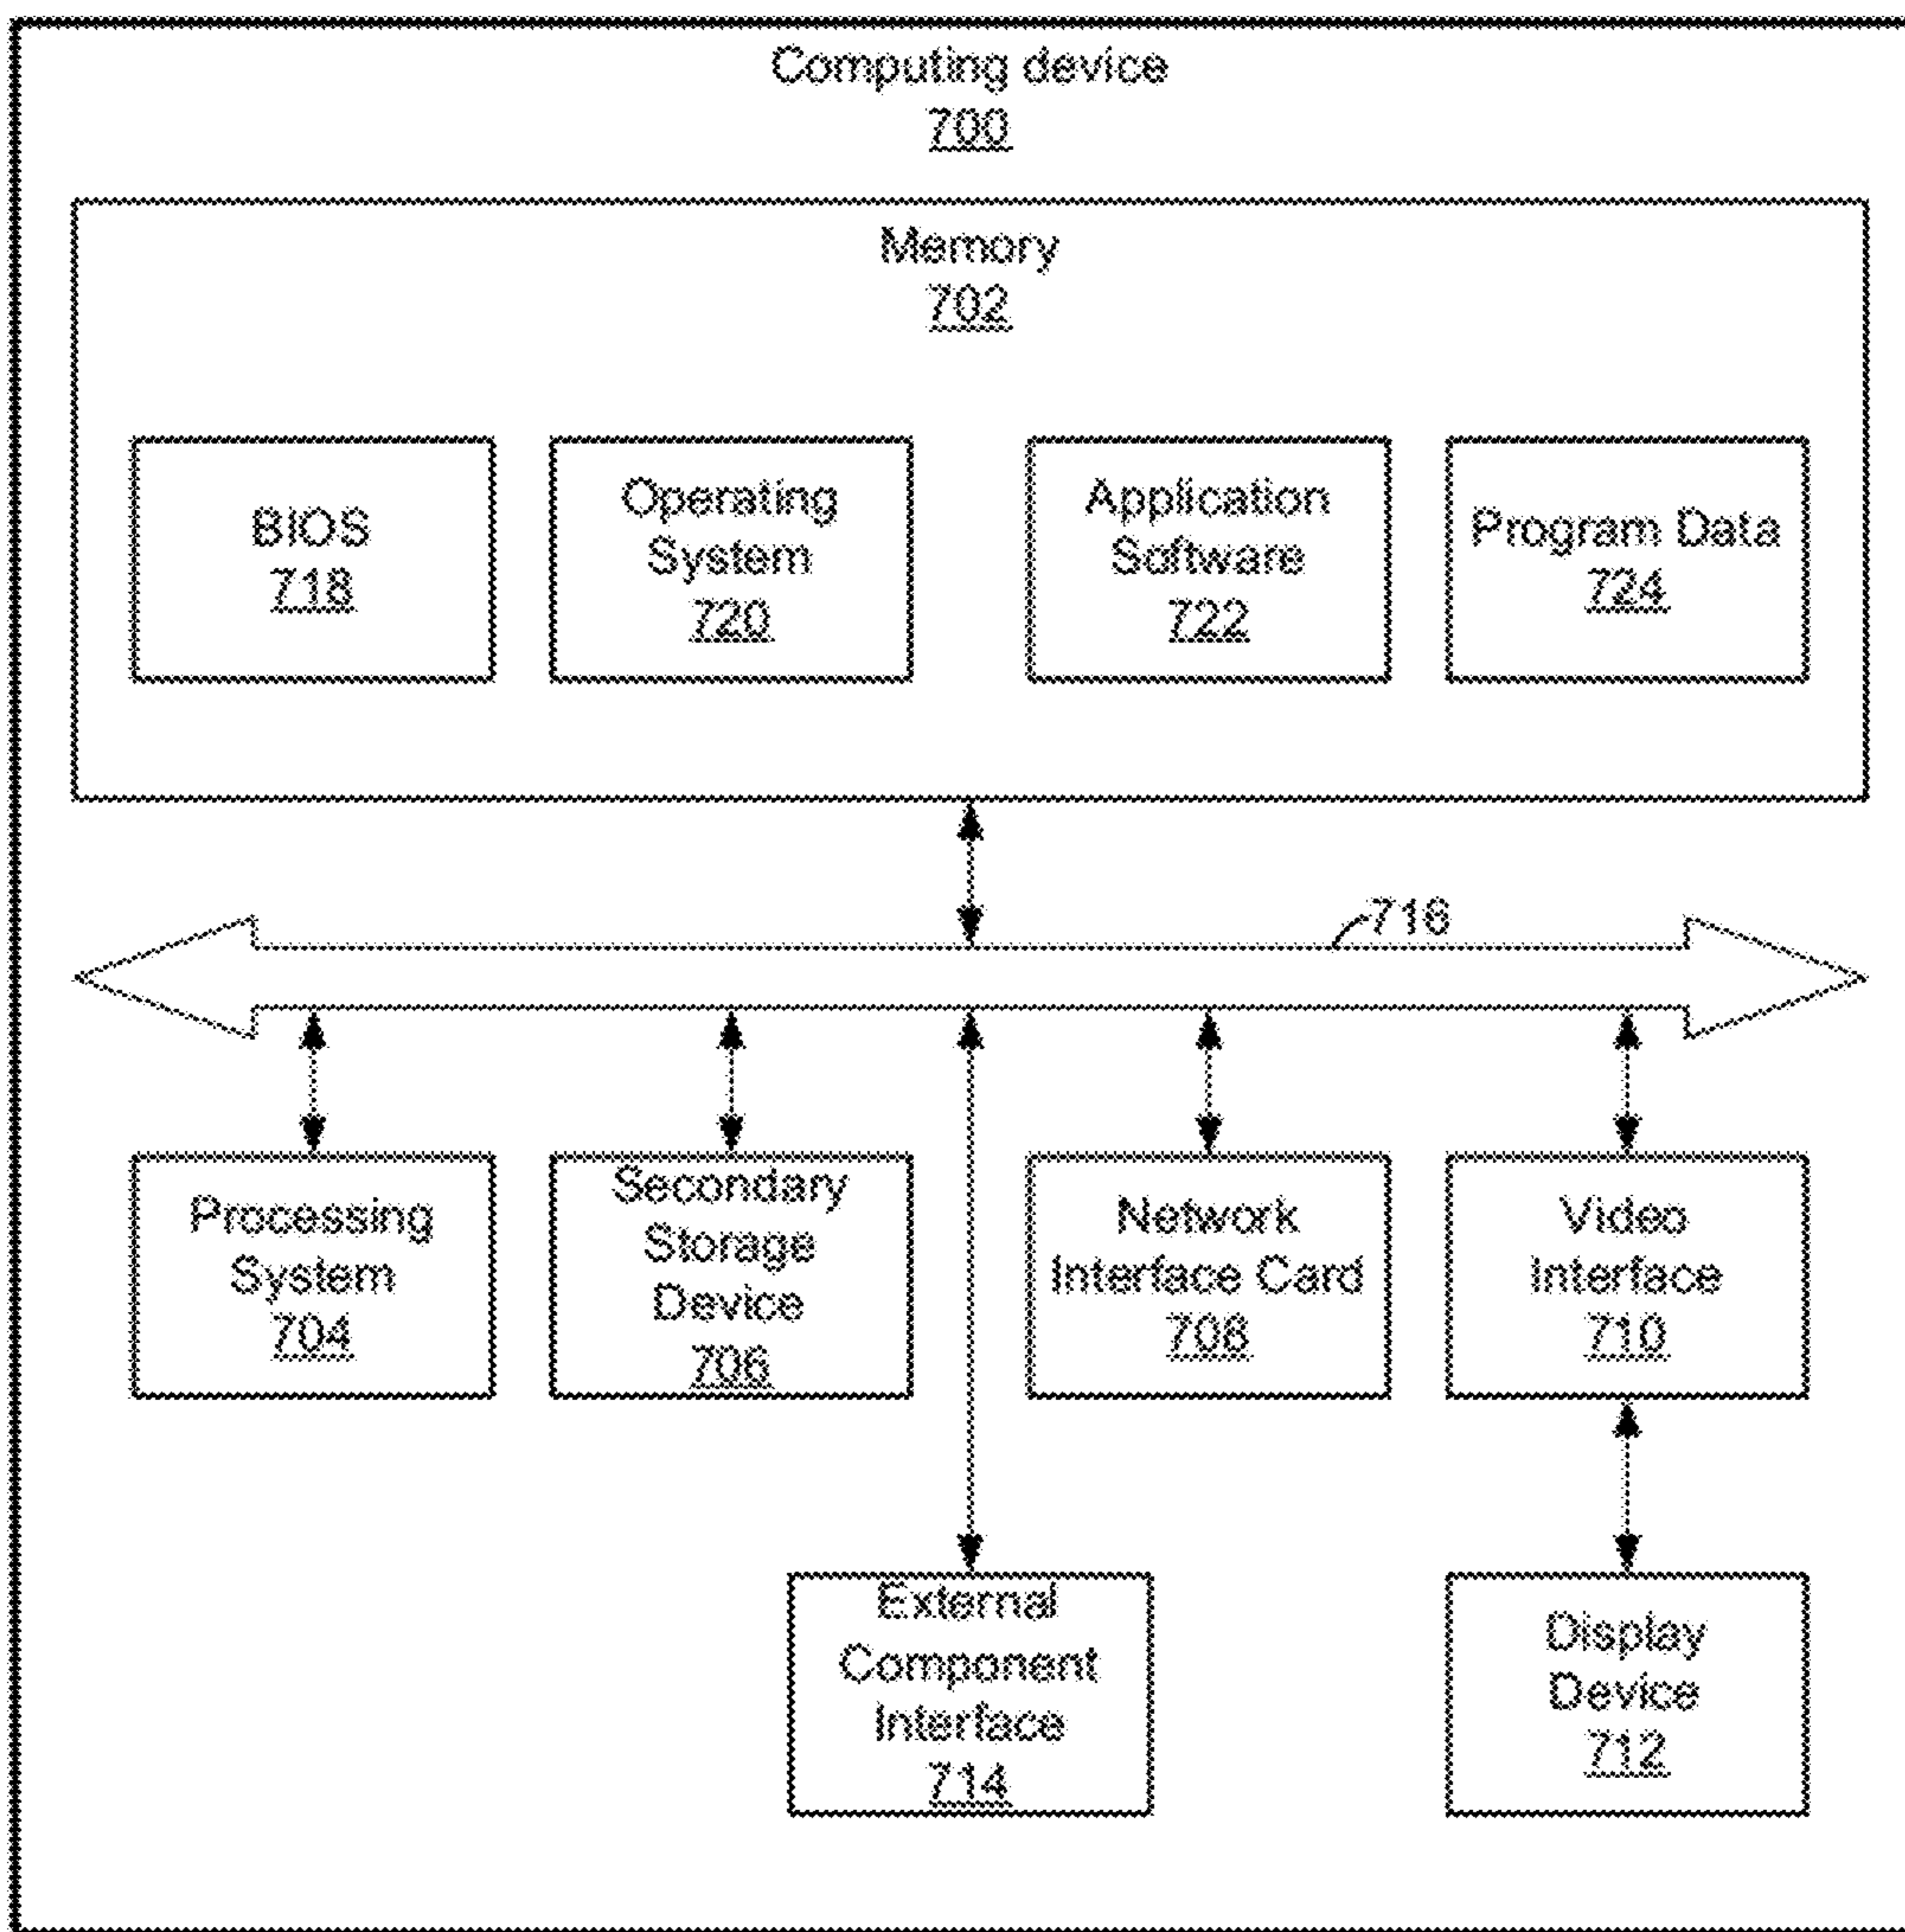 Computing device
700
Memory
702
BIOS
718
Operating
System
720
Application
Software
722
Program Data
724
716
Processing
System
704
Secondary
Storage
Device
706
Network
Interface Card
708
Video
Interface
710
External
Component
Interface
714
Display
Device
712